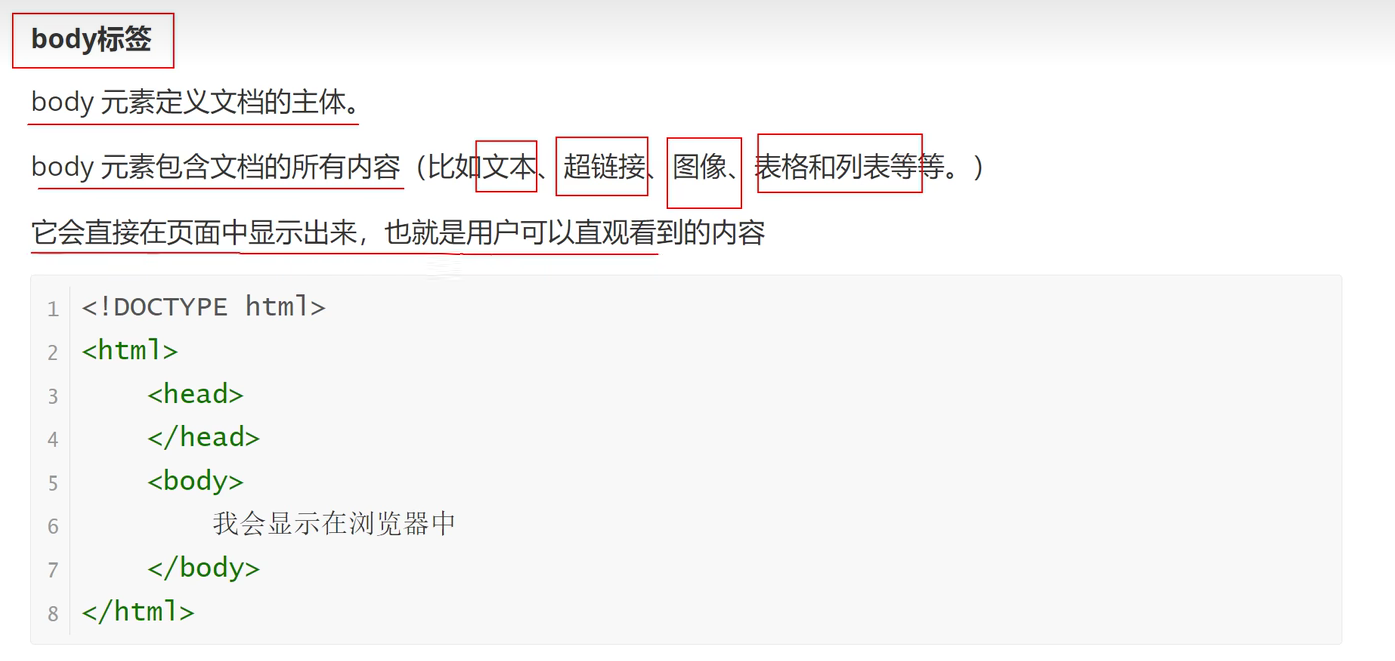 body标签
body 元素定义文档的主体。
body 元素包含文档的所有内容（比如文本、超链接、图像、表格和列表等等。）
它会直接在页面中显示出来，也就是用户可以直观看到的内容
1 <!DOCTYPE html>
2 <html>
3 <head>
4 </head>
5 <body>
6 我会显示在浏览器中
7 </body>
8 </html>